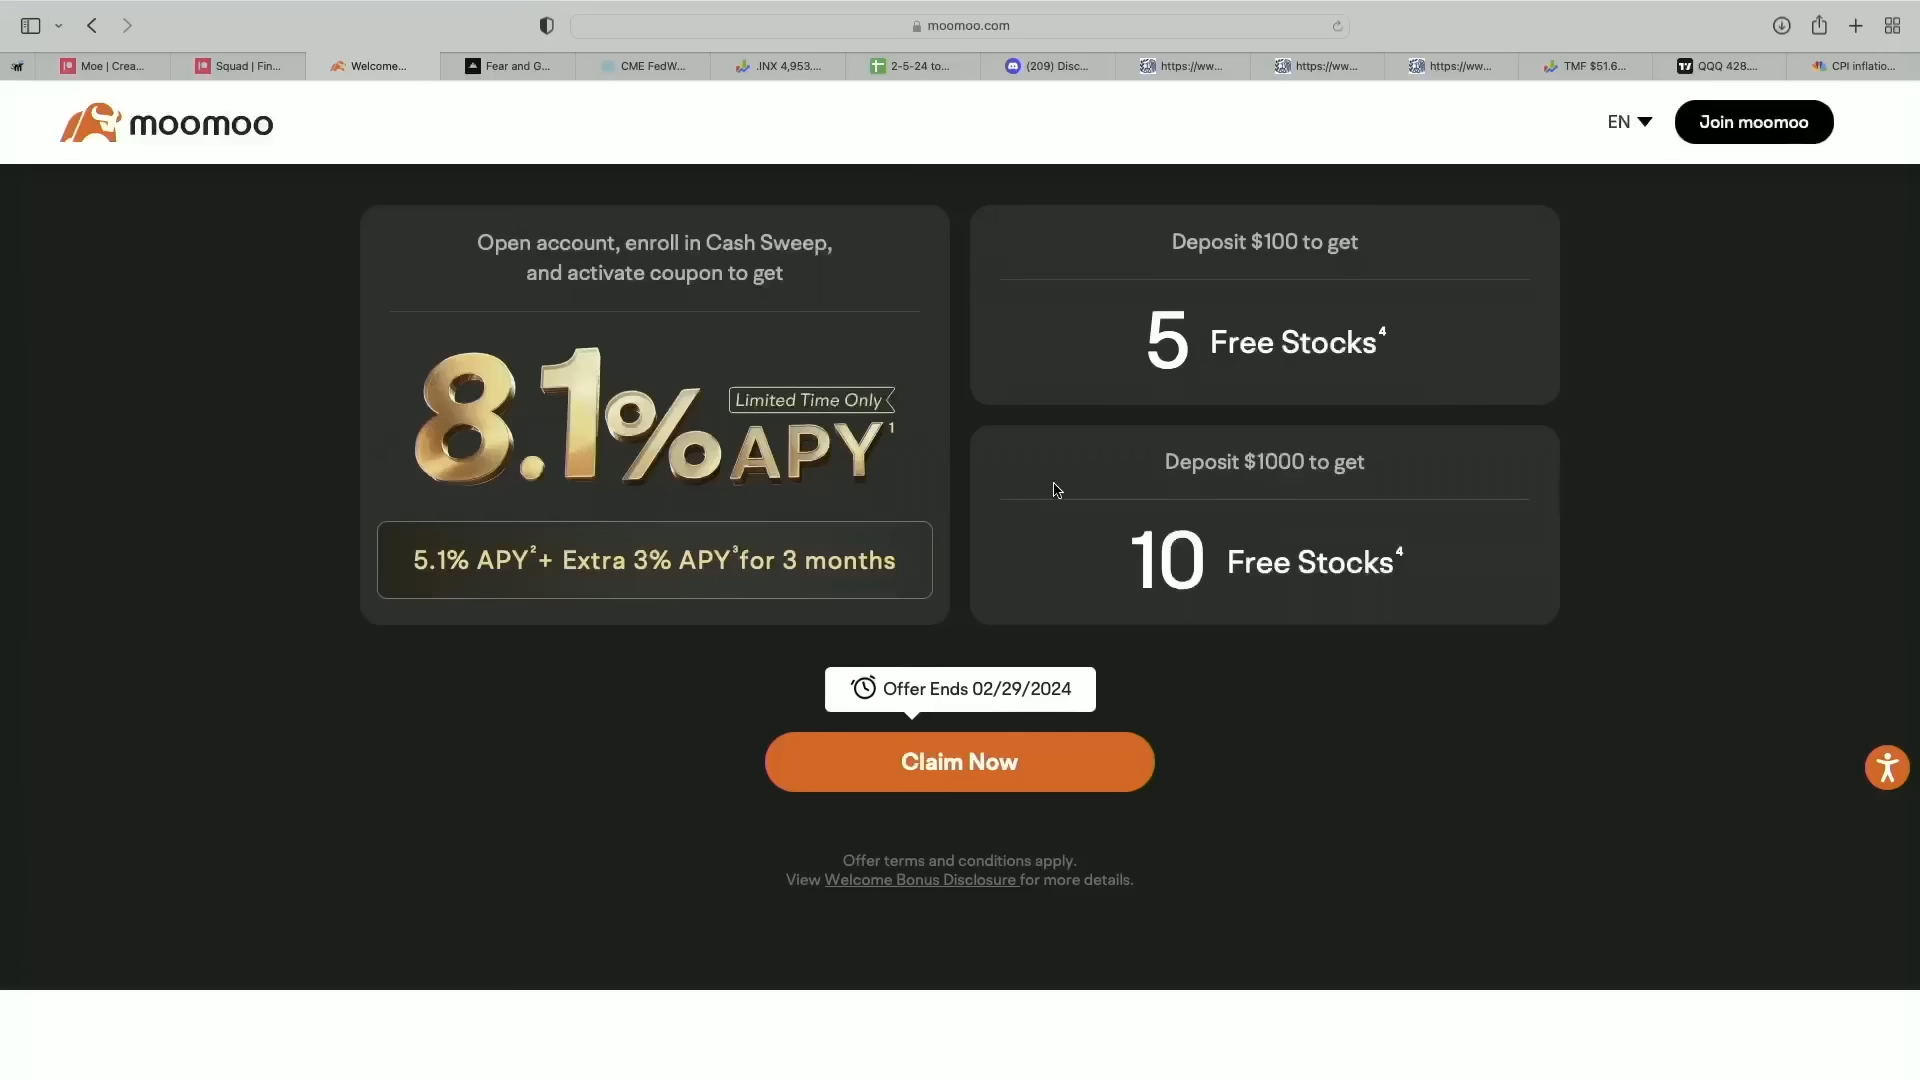 moomoo.com
Moe | Crea...
Squad | Fin...
Welcome...
Fear and G...
CME FedW...
.INX 4,953....
2-5-24 to...
(209) Disc...
https://ww...
https://ww...
https://ww...
TMF $51.6...
QQQ 428....
CPI inflatio...
moomoo
EN
Join moomoo
Open account, enroll in Cash Sweep,
and activate coupon to get
8.1% APY¹
Limited Time Only
5.1% APY²+ Extra 3% APY³for 3 months
Deposit $100 to get
5 Free Stocks⁴
Deposit $1000 to get
10 Free Stocks⁴
Offer Ends 02/29/2024
Claim Now
Offer terms and conditions apply.
View Welcome Bonus Disclosure for more details.